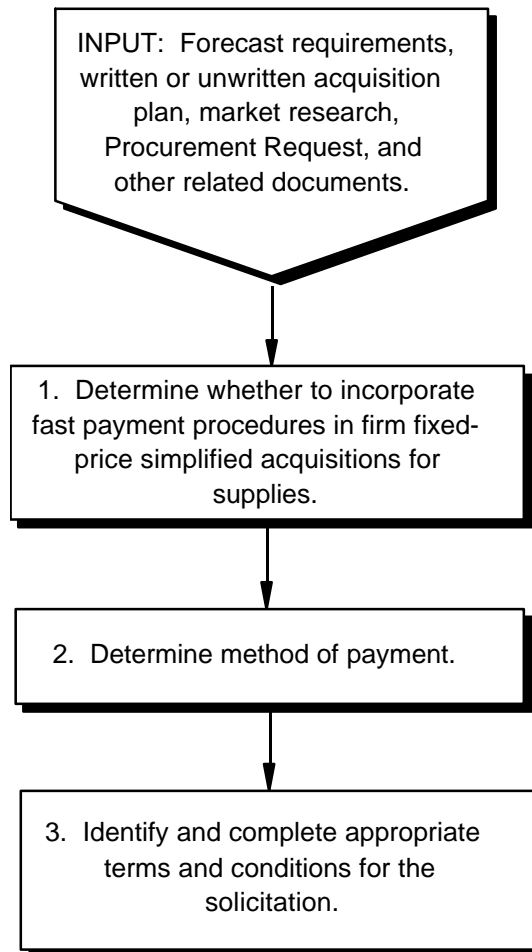 INPUT:  Forecast requirements,
written or unwritten acquisition
plan, market research,
Procurement Request, and
other related documents.
1.  Determine whether to incorporate
fast payment procedures in firm fixed-
price simplified acquisitions for
supplies.
2.  Determine method of payment.
3.  Identify and complete appropriate
terms and conditions for the
solicitation.